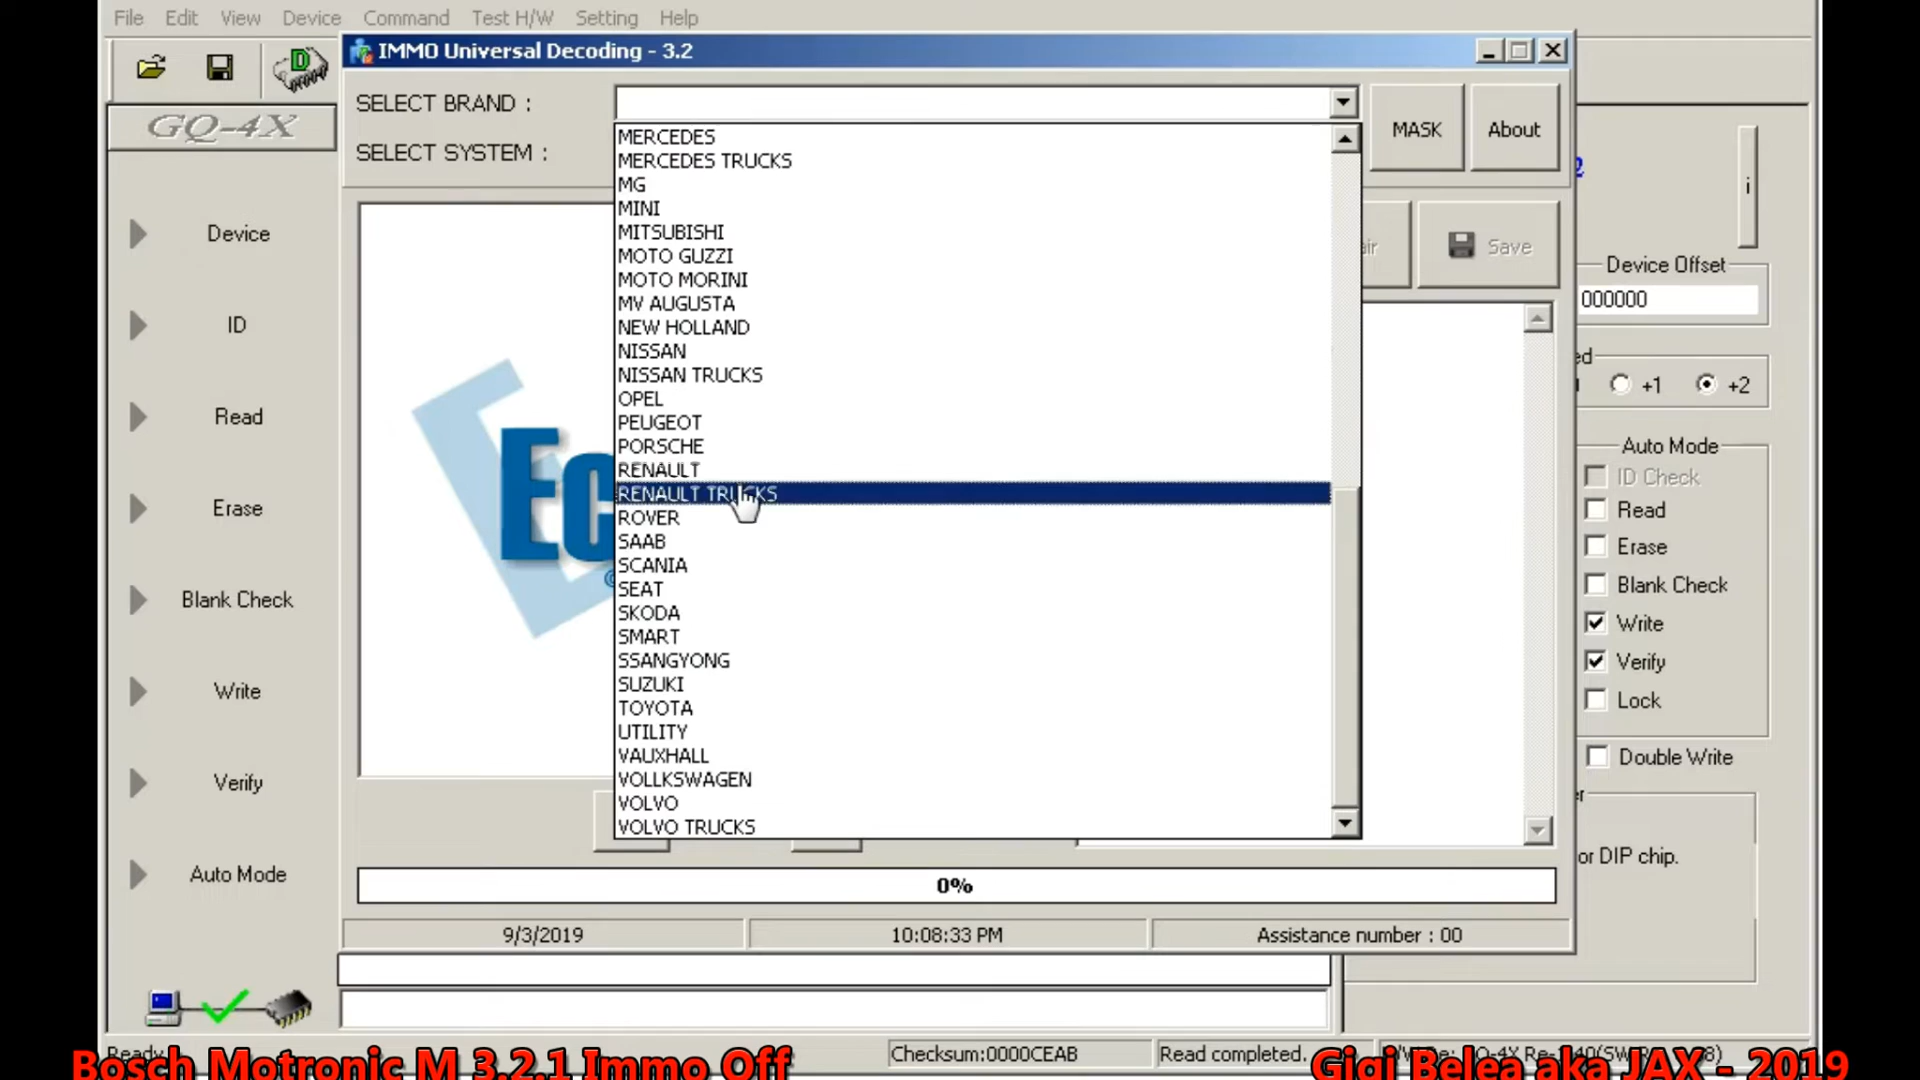 File Edit View Device Command Test H/W Setting Help
IMMO Universal Decoding - 3.2
SELECT BRAND :
MASK
About
GQ-4X
SELECT SYSTEM :
MERCEDES
MERCEDES TRUCKS
MG
MINI
MITSUBISHI
MOTO GUZZI
MOTO MORINI
MV AUGUSTA
NEW HOLLAND
NISSAN
NISSAN TRUCKS
OPEL
PEUGEOT
PORSCHE
RENAULT
RENAULT TRUCKS
ROVER
SAAB
SCANIA
SEAT
SKODA
SMART
SSANGYONG
SUZUKI
TOYOTA
UTILITY
VAUXHALL
VOLLKSWAGEN
VOLVO
VOLVO TRUCKS
Device
ID
Read
Erase
Blank Check
Write
Verify
Auto Mode
D
Ec
Save
i
Device Offset
000000
+1 +2
Auto Mode
ID Check
Read
Erase
Blank Check
Write
Verify
Lock
Double Write
or DIP chip.
0%
9/3/2019 10:08:33 PM Assistance number : 00
Ready
Checksum:0000CEAB Read completed.
Bosch Motronic M 3.2.1 Immo Off
Gigi Belea aka JAX - 2019